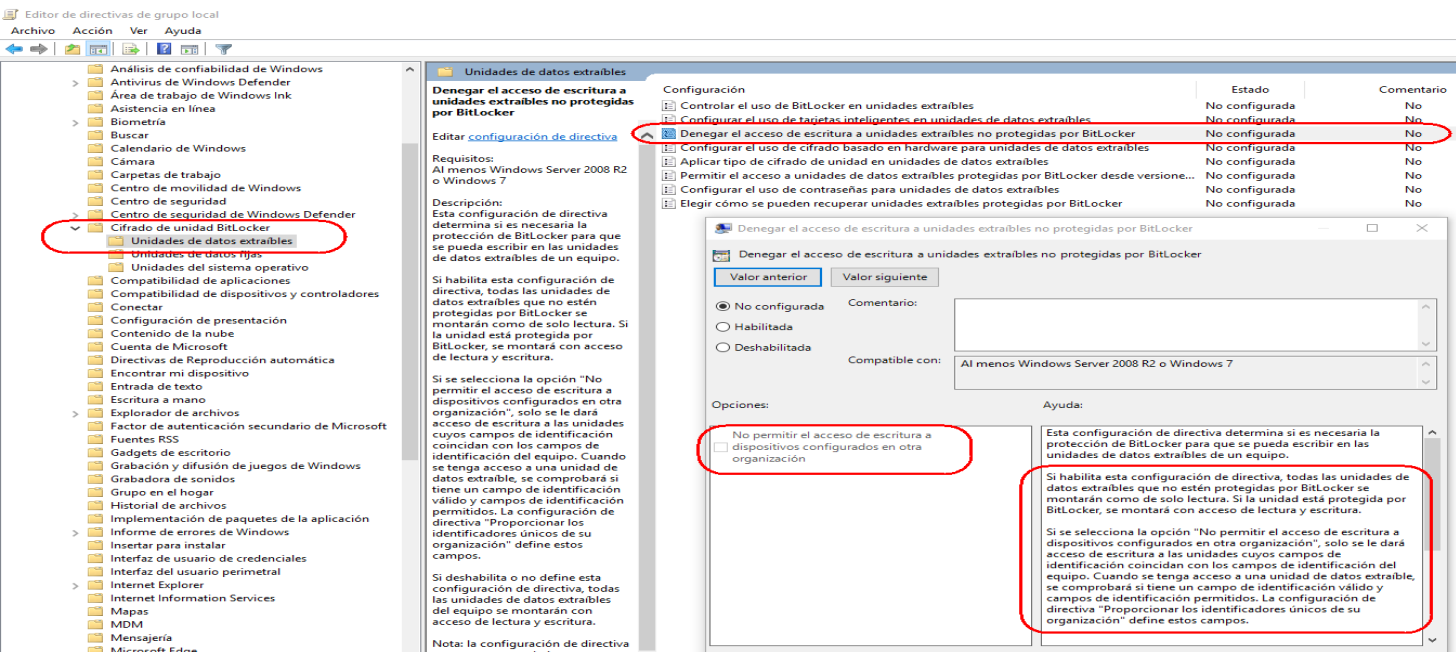 Editor de directivas de grupo local
Archivo Acción Ver Ayuda
Análisis de confiabilidad de Windows
Antivirus de Windows Defender
Área de trabajo de Windows Ink
Asistencia en línea
Biometría
Buscar
Calendario de Windows
Cámara
Carpetas de trabajo
Centro de movilidad de Windows
Centro de seguridad
Centro de seguridad de Windows Defender
Cifrado de unidad BitLocker
Unidades de datos extraíbles
Unidades de datos fijas
Unidades del sistema operativo
Compatibilidad de aplicaciones
Compatibilidad de dispositivos y controladores
Conectar
Configuración de presentación
Contenido de la nube
Cuenta de Microsoft
Directivas de Reproducción automática
Encontrar mi dispositivo
Entrada de texto
Escritura a mano
Explorador de archivos
Factor de autenticación secundario de Microsoft
Fuentes RSS
Gadgets de escritorio
Grabación y difusión de juegos de Windows
Grabadora de sonidos
Grupo en el hogar
Historial de archivos
Implementación de paquetes de la aplicación
Informe de errores de Windows
Insertar para instalar
Interfaz de usuario de credenciales
Interfaz del usuario perimetral
Internet Explorer
Internet Information Services
Mapas
MDM
Mensajería
Microsoft Edge
Unidades de datos extraíbles
Denegar el acceso de escritura a
unidades extraíbles no protegidas
por BitLocker
Editar configuración de directiva
Requisitos:
Al menos Windows Server 2008 R2
o Windows 7
Descripción:
Esta configuración de directiva
determina si es necesaria la
protección de BitLocker para que
se pueda escribir en las unidades
de datos extraíbles de un equipo.
Si habilita esta configuración de
directiva, todas las unidades de
datos extraíbles que no estén
protegidas por BitLocker se
montarán como de solo lectura. Si
la unidad está protegida por
BitLocker, se montará con acceso
de lectura y escritura.
Si se selecciona la opción "No
permitir el acceso de escritura a
dispositivos configurados en otra
organización", solo se le dará
acceso de escritura a las unidades
cuyos campos de identificación
coincidan con los campos de
identificación del equipo. Cuando
se tenga acceso a una unidad de
datos extraíble, se comprobará si
tiene un campo de identificación
válido y campos de identificación
permitidos. La configuración de
directiva "Proporcionar los
identificadores únicos de su
organización" define estos
campos.
Si deshabilita o no define esta
configuración de directiva, todas
las unidades de datos extraíbles
del equipo se montarán con
acceso de lectura y escritura.
Nota: la configuración de directiva
Configuración Estado Comentario
Controlar el uso de BitLocker en unidades extraíbles No configurada No
Configurar el uso de tarjetas inteligentes en unidades de datos extraíbles No configurada No
Denegar el acceso de escritura a unidades extraíbles no protegidas por BitLocker No configurada No
Configurar el uso de cifrado basado en hardware para unidades de datos extraíbles No configurada No
Aplicar tipo de cifrado de unidad en unidades de datos extraíbles No configurada No
Permitir el acceso a unidades de datos extraíbles protegidas por BitLocker desde versione... No configurada No
Configurar el uso de contraseñas para unidades de datos extraíbles No configurada No
Elegir cómo se pueden recuperar unidades extraíbles protegidas por BitLocker No configurada No
Denegar el acceso de escritura a unidades extraíbles no protegidas por BitLocker
Denegar el acceso de escritura a unidades extraíbles no protegidas por BitLocker
Valor anterior Valor siguiente
No configurada Comentario:
Habilitada
Deshabilitada
Compatible con: Al menos Windows Server 2008 R2 o Windows 7
Opciones: Ayuda:
No permitir el acceso de escritura a
dispositivos configurados en otra
organización
Esta configuración de directiva determina si es necesaria la
protección de BitLocker para que se pueda escribir en las
unidades de datos extraíbles de un equipo.
Si habilita esta configuración de directiva, todas las unidades de
datos extraíbles que no estén protegidas por BitLocker se
montarán como de solo lectura. Si la unidad está protegida por
BitLocker, se montará con acceso de lectura y escritura.
Si se selecciona la opción "No permitir el acceso de escritura a
dispositivos configurados en otra organización", solo se le dará
acceso de escritura a las unidades cuyos campos de
identificación coincidan con los campos de identificación del
equipo. Cuando se tenga acceso a una unidad de datos extraíble,
se comprobará si tiene un campo de identificación válido y
campos de identificación permitidos. La configuración de
directiva "Proporcionar los identificadores únicos de su
organización" define estos campos.